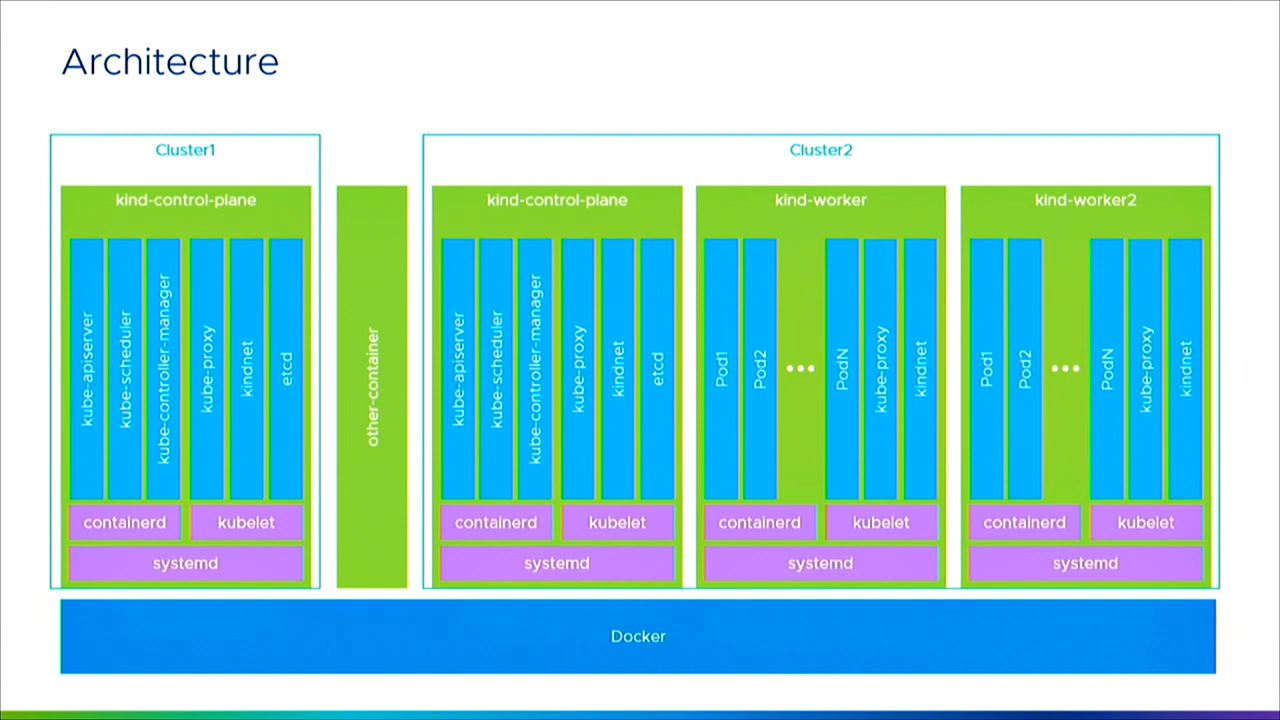 Architecture
Cluster1
kind-control-plane
kube-apiserver
kube-scheduler
kube-controller-manager
kube-proxy
kindnet
etcd
containerd
kubelet
systemd
other-container
Cluster2
kind-control-plane
kube-apiserver
kube-scheduler
kube-controller-manager
kube-proxy
kindnet
etcd
containerd
kubelet
systemd
kind-worker
Pod1
Pod2
...
PodN
kube-proxy
kindnet
containerd
kubelet
systemd
kind-worker2
Pod1
Pod2
...
PodN
kube-proxy
kindnet
containerd
kubelet
systemd
Docker